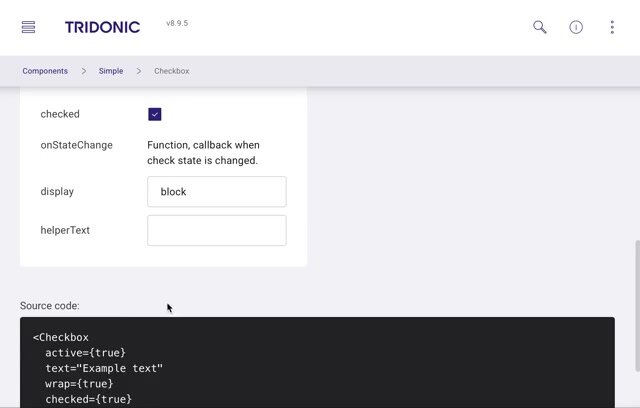 TRIDONIC
v8.9.5
Components > Simple > Checkbox
checked
onStateChange
Function, callback when
check state is changed.
display
block
helperText
Source code:
<Checkbox
active={true}
text="Example text"
wrap={true}
checked={true}